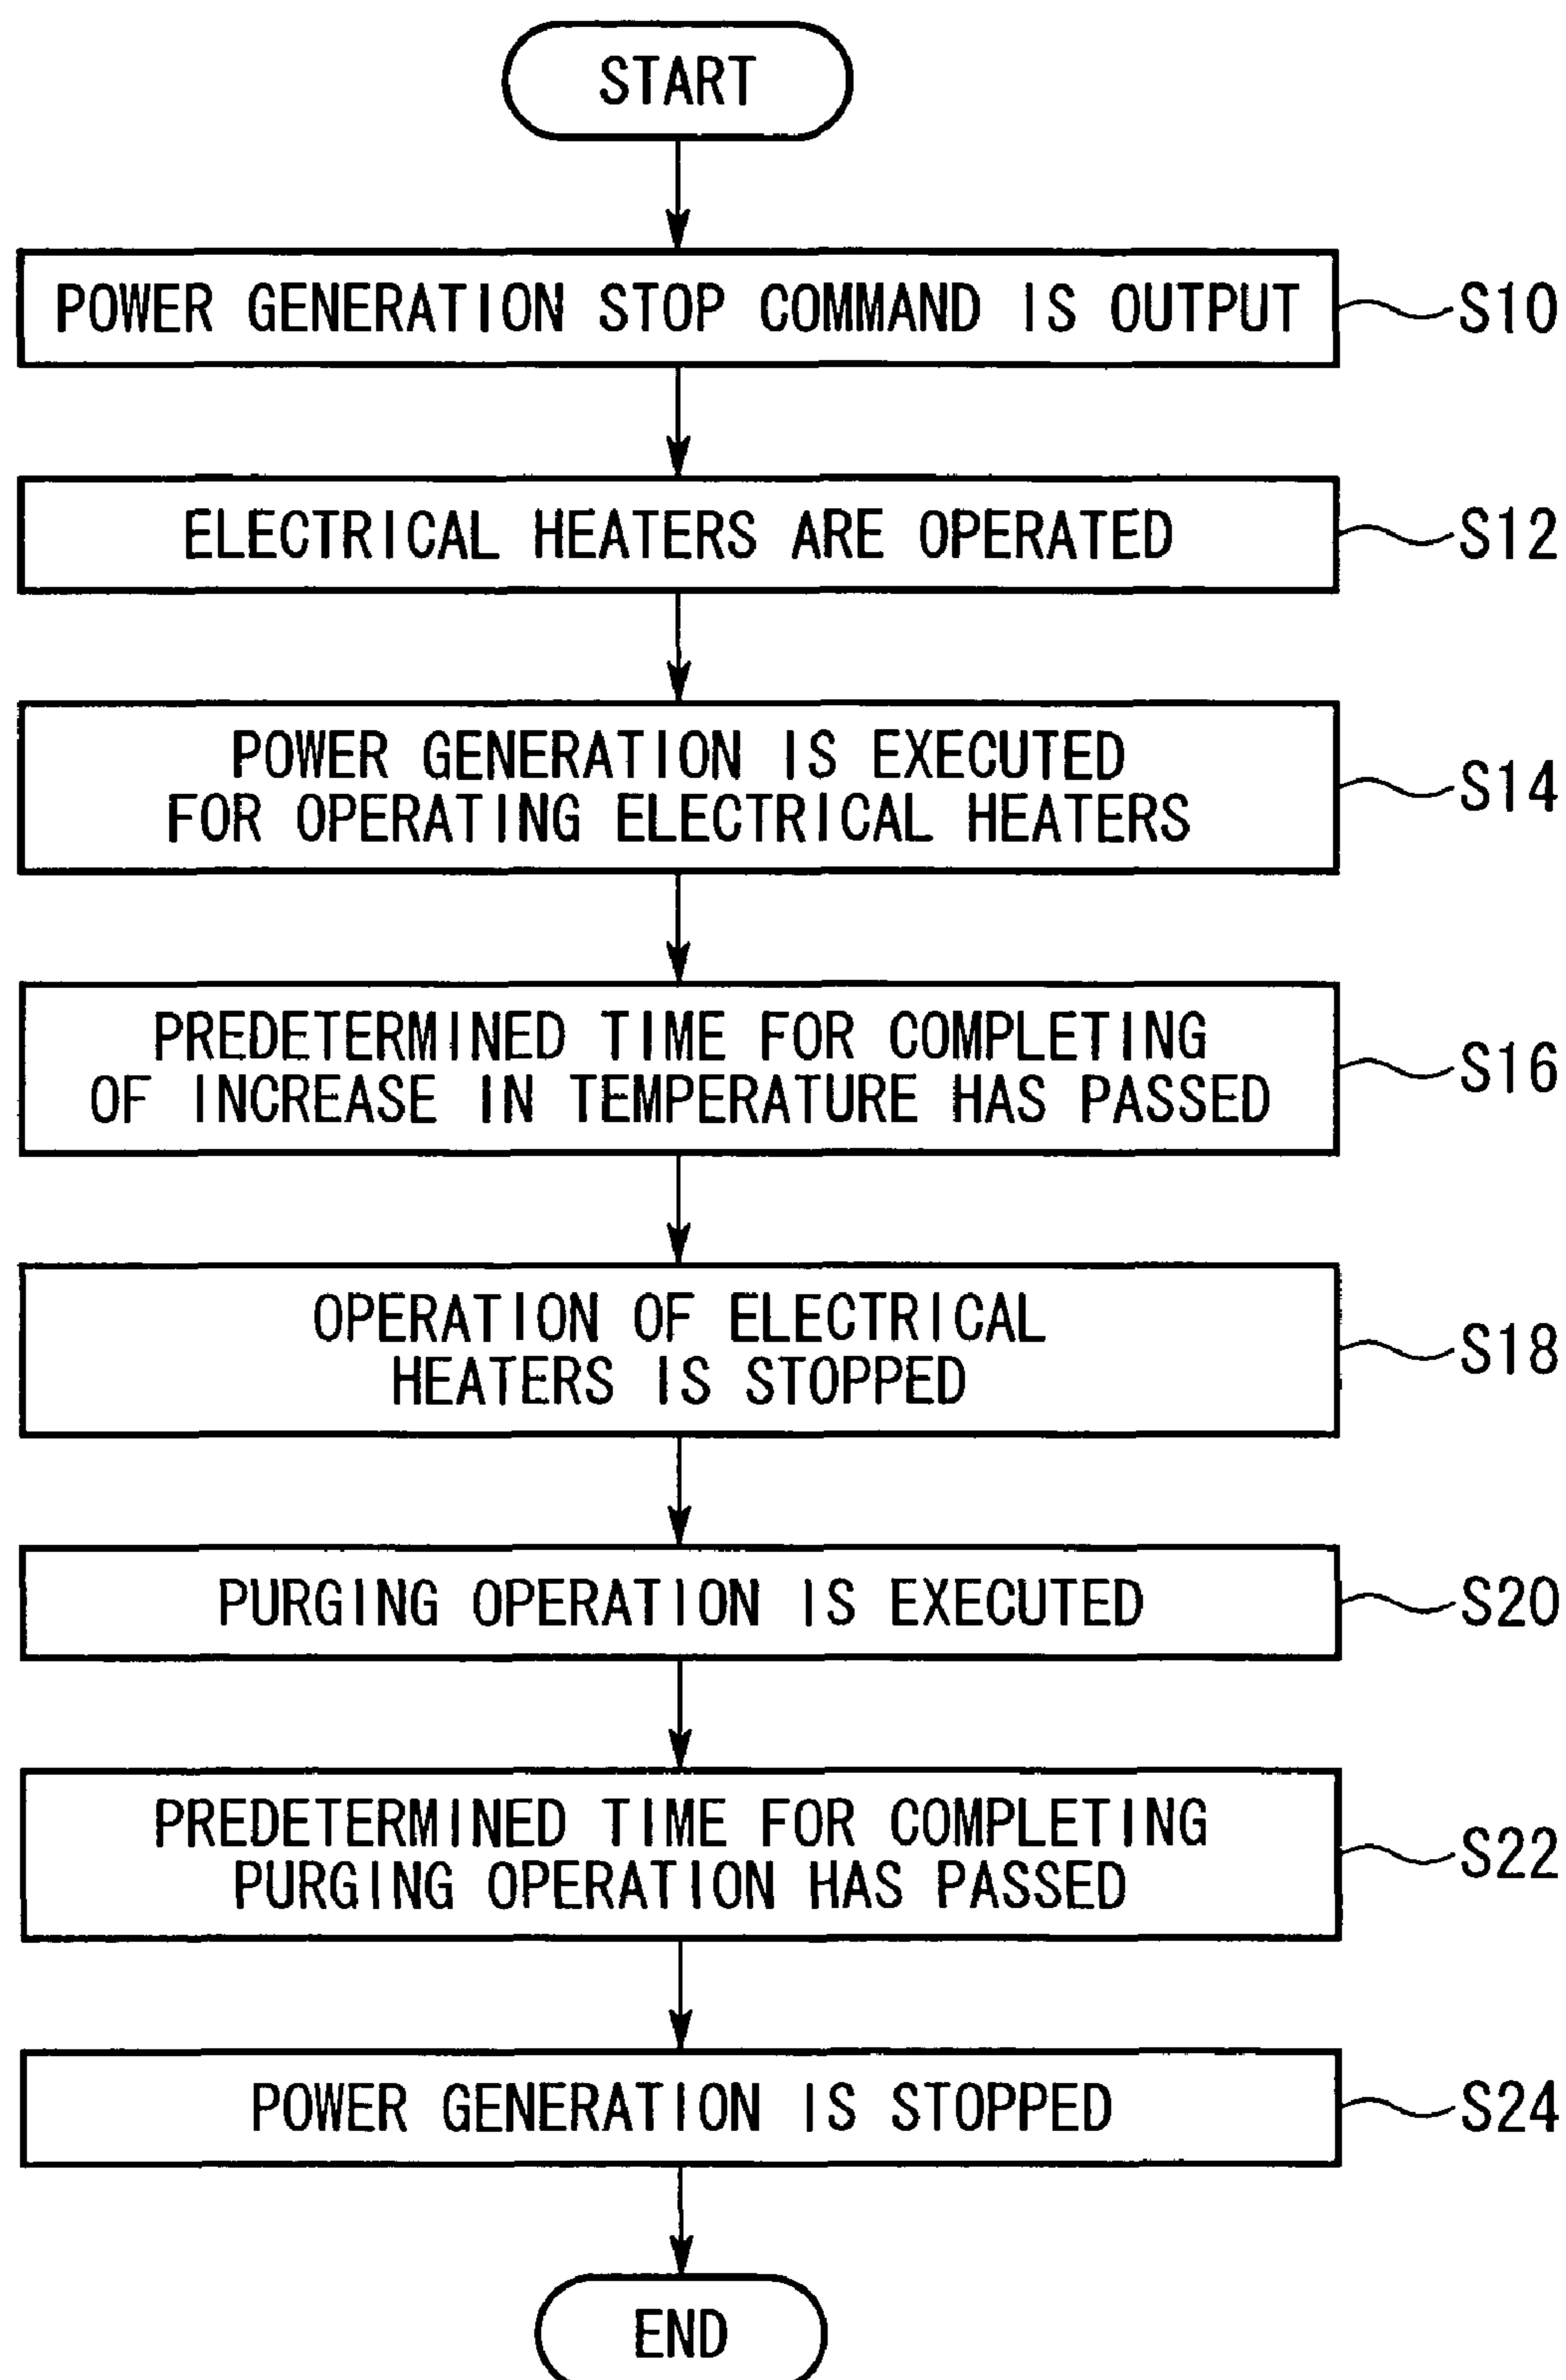 START
POWER GENERATION STOP COMMAND IS OUTPUT
S10
ELECTRICAL HEATERS ARE OPERATED
S12
POWER GENERATION IS EXECUTED
FOR OPERATING ELECTRICAL HEATERS
S14
PREDETERMINED TIME FOR COMPLETING
OF INCREASE IN TEMPERATURE HAS PASSED
S16
OPERATION OF ELECTRICAL
HEATERS IS STOPPED
S18
PURGING OPERATION IS EXECUTED
S20
PREDETERMINED TIME FOR COMPLETING
PURGING OPERATION HAS PASSED
S22
POWER GENERATION IS STOPPED
S24
END